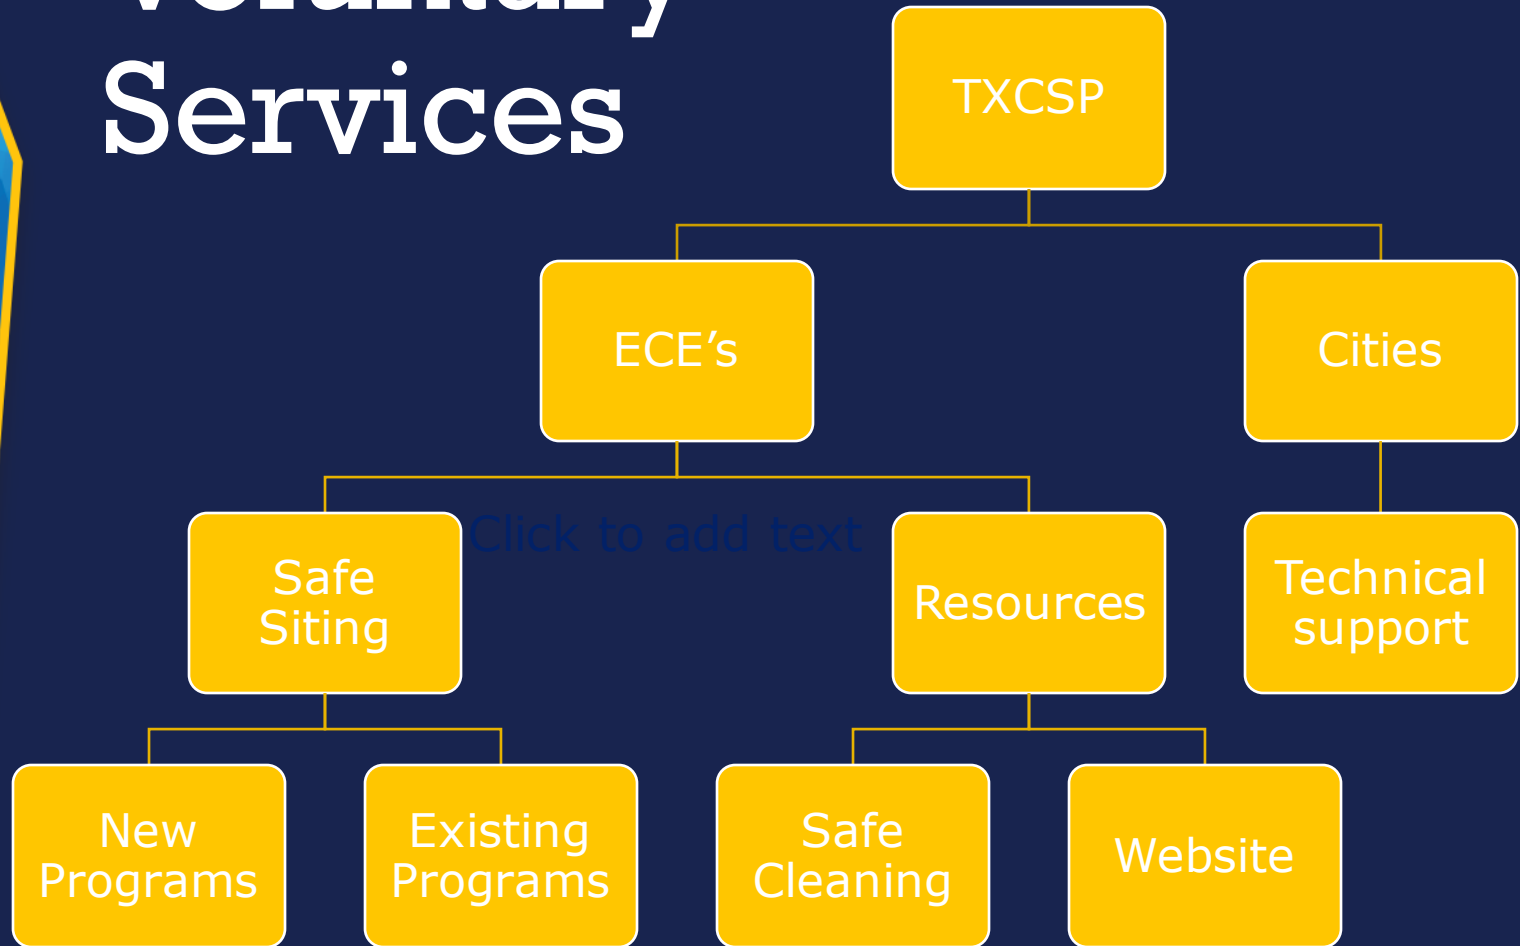 Voluntary
Services
TXCSP
ECE’s
Cities
Click to add text
Safe
Siting
Resources
Technical
support
New
Programs
Existing
Programs
Safe
Cleaning
Website